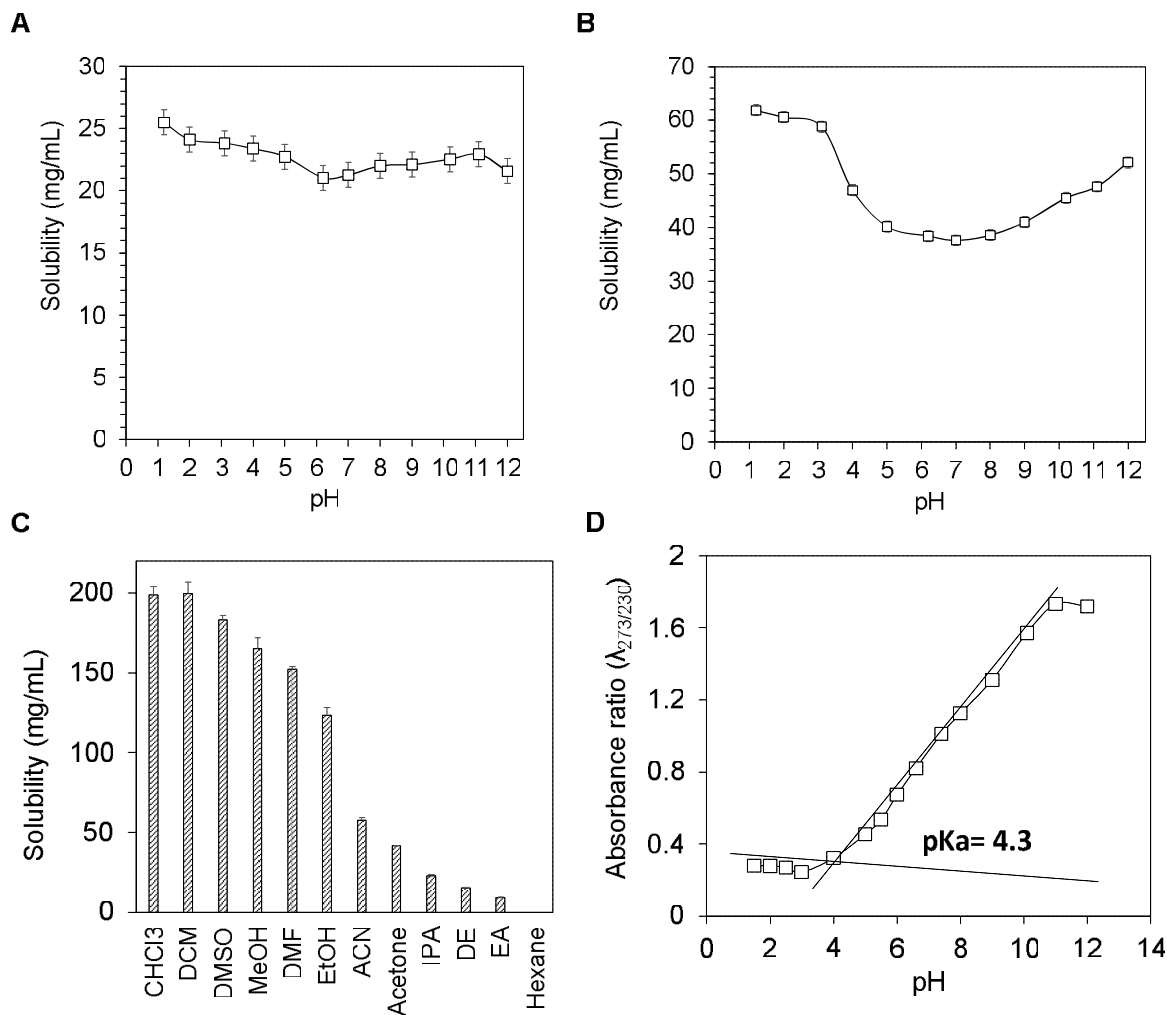 A
30
25
20
15
10
5
0
Solubility (mg/mL)
0 1 2 3 4 5 6 7 8 9 10 11 12
pH
B
70
60
50
40
30
20
10
0
Solubility (mg/mL)
0 1 2 3 4 5 6 7 8 9 10 11 12
pH
C
200
150
100
50
0
Solubility (mg/mL)
CHCl3 DCM DMSO MeOH DMF EtOH ACN Acetone IPA DE EA Hexane
D
2
1.6
1.2
0.8
0.4
0
Absorbance ratio (λ273/230)
pKa= 4.3
0 2 4 6 8 10 12 14
pH